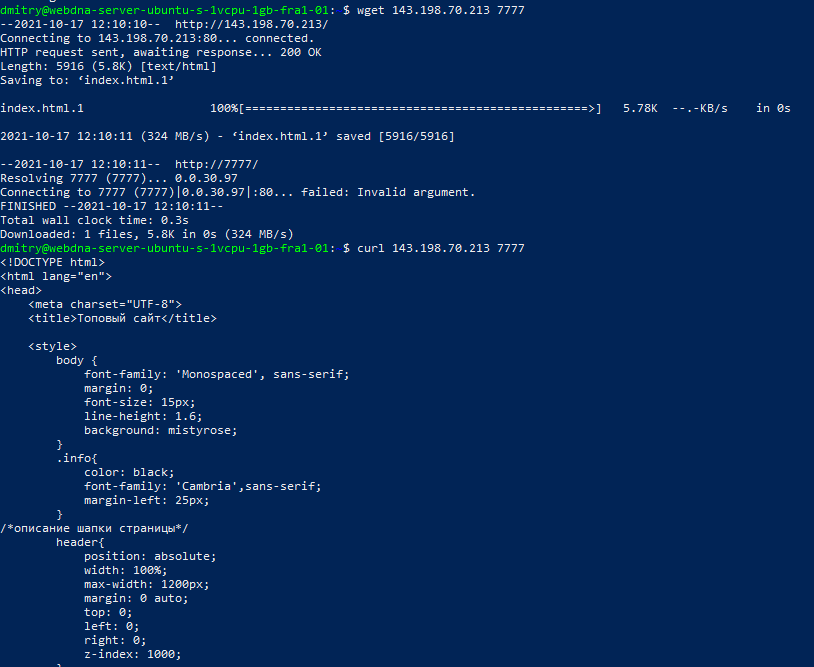 dmitry@webdna-server-ubuntu-s-1vcpu-1gb-fra1-01: $ wget 143.198.70.213 7777
--2021-10-17 12:10:10--  http://143.198.70.213/
Connecting to 143.198.70.213:80... connected.
HTTP request sent, awaiting response... 200 OK
Length: 5916 (5.8K) [text/html]
Saving to: ‘index.html.1’
index.html.1                  100%[=================================================>]   5.78K  --.-KB/s    in 0s
2021-10-17 12:10:11 (324 MB/s) - ‘index.html.1’ saved [5916/5916]
--2021-10-17 12:10:11--  http://7777/
Resolving 7777 (7777)... 0.0.30.97
Connecting to 7777 (7777)|0.0.30.97|:80... failed: Invalid argument.
FINISHED --2021-10-17 12:10:11--
Total wall clock time: 0.3s
Downloaded: 1 files, 5.8K in 0s (324 MB/s)
dmitry@webdna-server-ubuntu-s-1vcpu-1gb-fra1-01: $ curl 143.198.70.213 7777
<!DOCTYPE html>
<html lang="en">
<head>
    <meta charset="UTF-8">
    <title>Топовый сайт</title>
    <style>
        body {
            font-family: 'Monospaced', sans-serif;
            margin: 0;
            font-size: 15px;
            line-height: 1.6;
            background: mistyrose;
        }
        .info{
            color: black;
            font-family: 'Cambria',sans-serif;
            margin-left: 25px;
        }
/*описание шапки страницы*/
        header{
            position: absolute;
            width: 100%;
            max-width: 1200px;
            margin: 0 auto;
            top: 0;
            left: 0;
            right: 0;
            z-index: 1000;